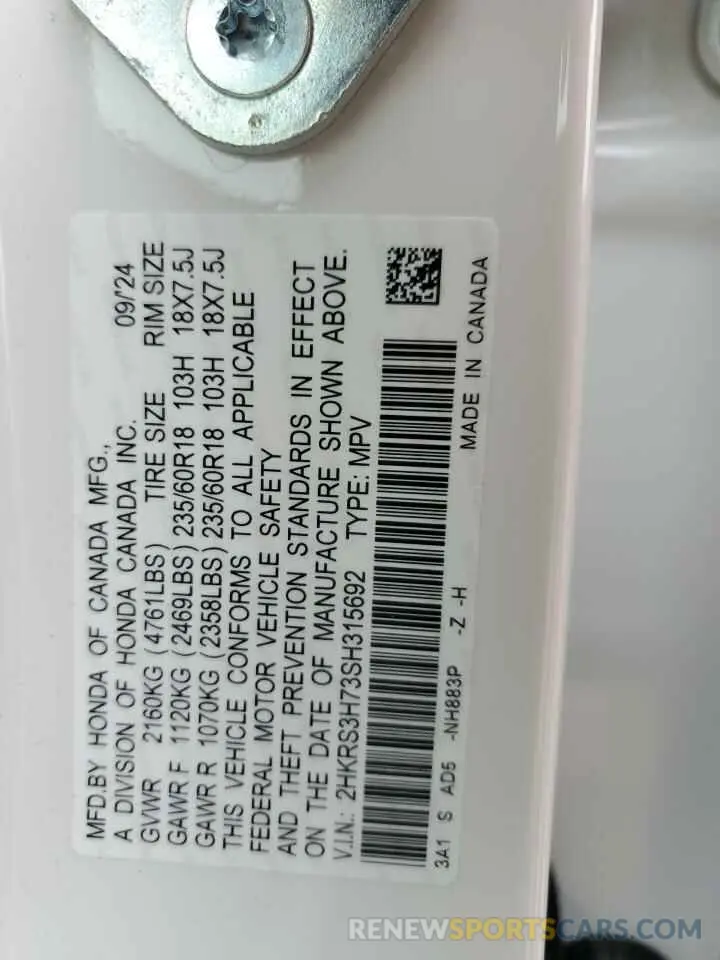 MFD.BY HONDA OF CANADA MFG.,
A DIVISION OF HONDA CANADA INC. 09/'24
GVWR 2160KG (4761LBS) TIRE SIZE RIM SIZE
GAWR F 1120KG (2469LBS) 235/60R18 103H 18X7.5J
GAWR R 1070KG (2358LBS) 235/60R18 103H 18X7.5J
THIS VEHICLE CONFORMS TO ALL APPLICABLE
FEDERAL MOTOR VEHICLE SAFETY
AND THEFT PREVENTION STANDARDS IN EFFECT
ON THE DATE OF MANUFACTURE SHOWN ABOVE.
V.I.N.: 2HKRS3H73SH315692 TYPE: MPV
3A1 S AD5 -NH883P -Z -H MADE IN CANADA
RENEWSPORTSCARS.COM